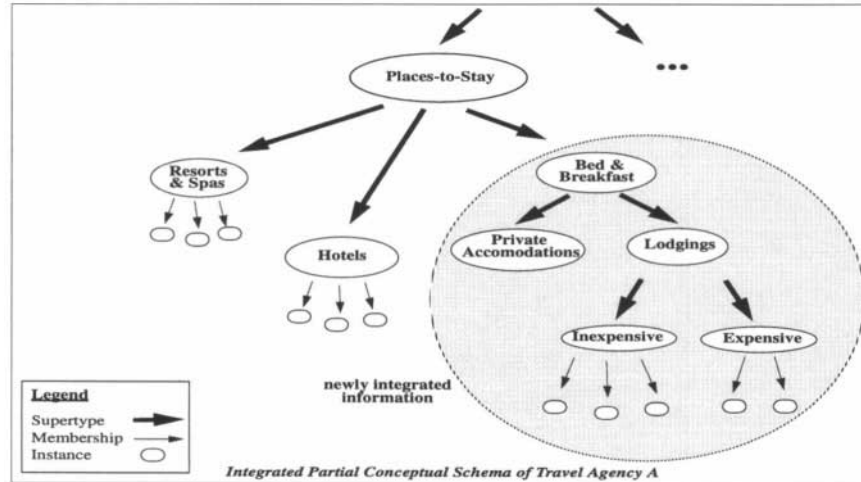 Places-to-Stay
•••
Resorts
& Spas
Bed &
Breakfast
Hotels
Private
Accomodations
Lodgings
Inexpensive
Expensive
newly integrated
information
Legend
Supertype
Membership
Instance
Integrated Partial Conceptual Schema of Travel Agency A